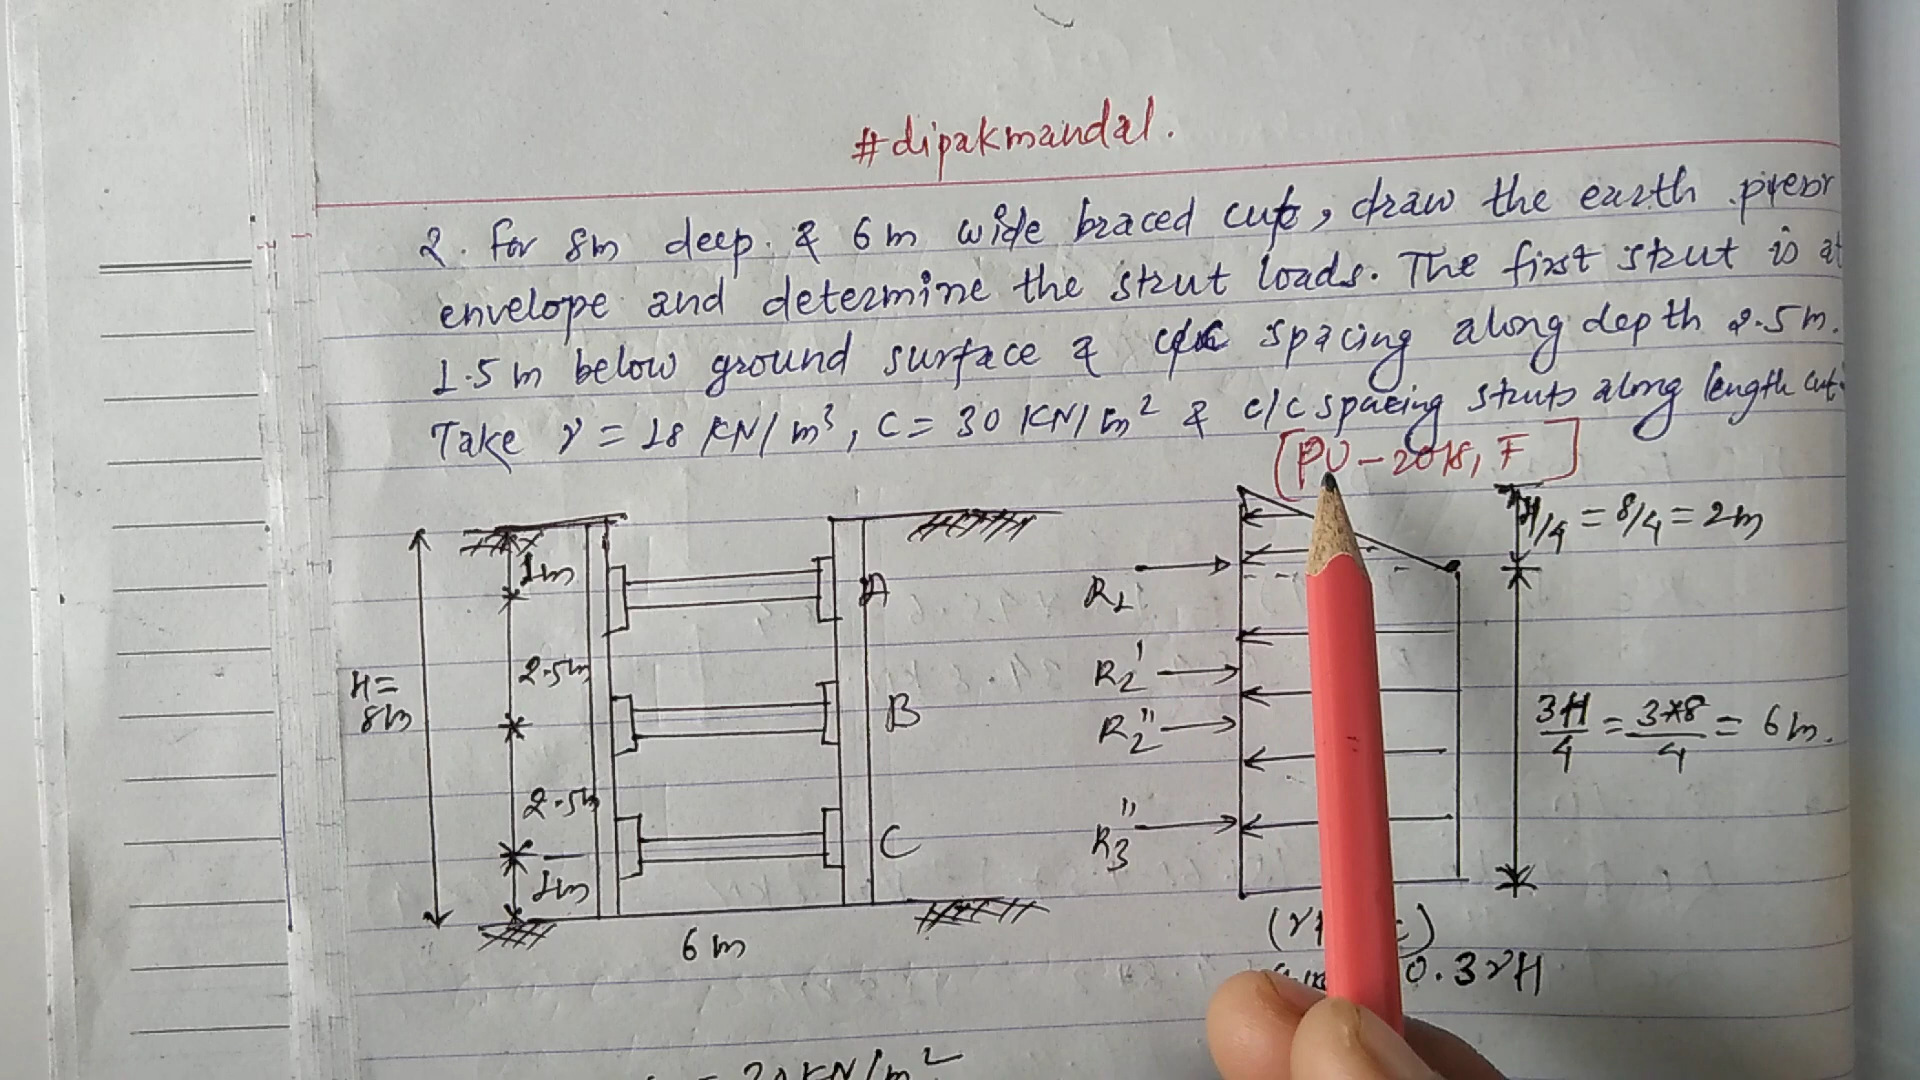 #dipakmandal.
2. For 8m deep & 6m wide braced cut, draw the earth
envelope and determine the strut loads. The first strut is at
1.5m below ground surface & c/c spacing along depth 2.5m.
Take γ = 18 KN/m³, C = 30 KN/m² & c/c spacing struts along length cut
[PU-2018, F]
1m
A
2.5m
H=
8m
B
2.5m
C
1m
6m
H/4 = 8/4 = 2m
R1
R2'
R2''
3H/4 = 3*8/4 = 6m.
R3''
0.3γH
KN/m²